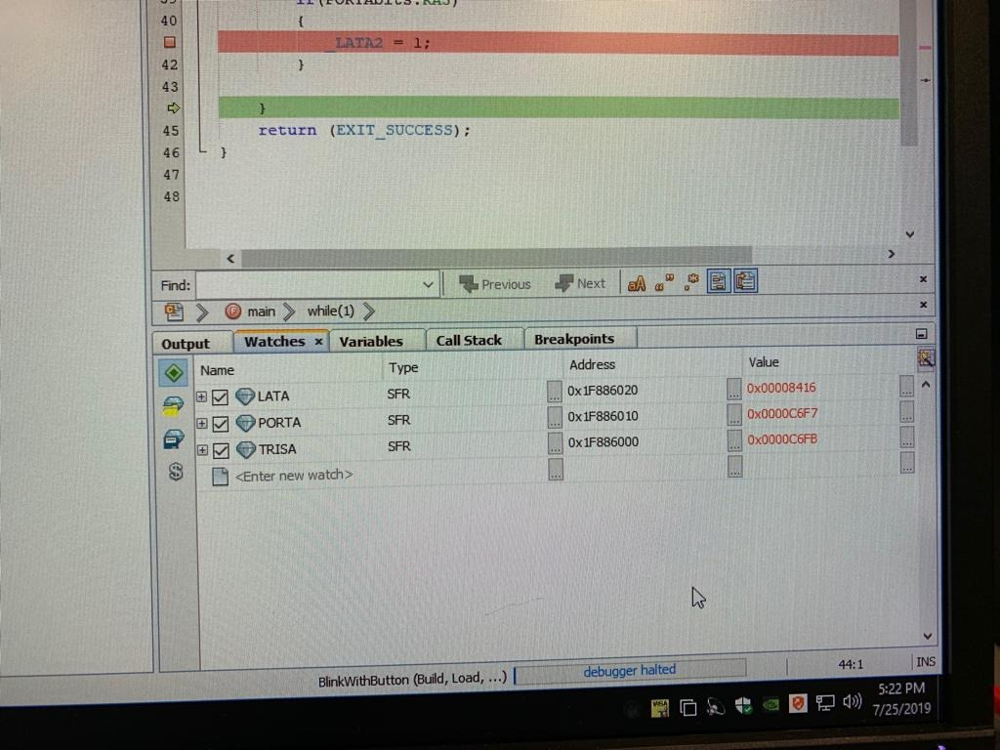 40 {
_LATA2 = 1;
42 }
43
}
45 return (EXIT_SUCCESS);
46 }
47
48
Find: Previous Next
main while(1)
Output Watches x Variables Call Stack Breakpoints
Name Type Address Value
LATA SFR ... 0x1F886020 ... 0x00008416 ...
PORTA SFR ... 0x1F886010 ... 0x0000C6F7 ...
TRISA SFR ... 0x1F886000 ... 0x0000C6FB ...
<Enter new watch> ... ... ...
BlinkWithButton (Build, Load, ...) debugger halted 44:1 INS
5:22 PM
7/25/2019